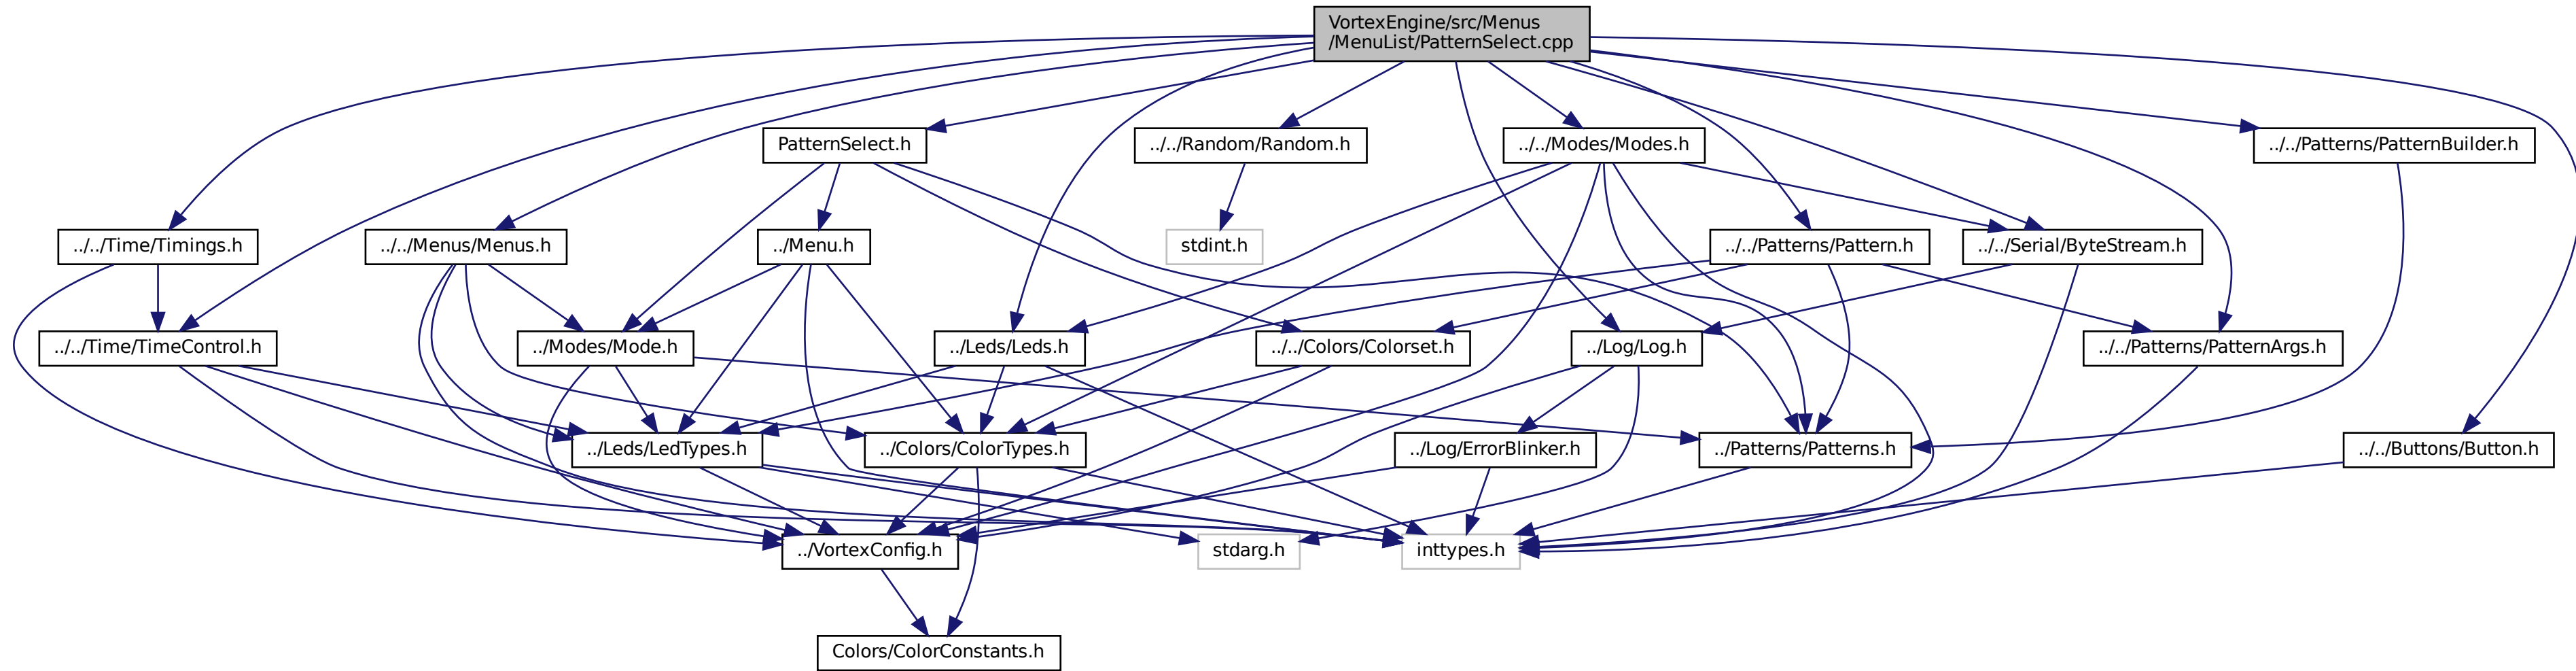 VortexEngine/src/Menus
/MenuList/PatternSelect.cpp
PatternSelect.h
../../Random/Random.h
../../Modes/Modes.h
../../Patterns/PatternBuilder.h
../../Time/Timings.h
../../Menus/Menus.h
../Menu.h
stdint.h
../../Patterns/Pattern.h
../../Serial/ByteStream.h
../../Time/TimeControl.h
../Modes/Mode.h
../Leds/Leds.h
../../Colors/Colorset.h
../Log/Log.h
../../Patterns/PatternArgs.h
../Leds/LedTypes.h
../Colors/ColorTypes.h
../Log/ErrorBlinker.h
../Patterns/Patterns.h
../../Buttons/Button.h
../VortexConfig.h
stdarg.h
inttypes.h
Colors/ColorConstants.h